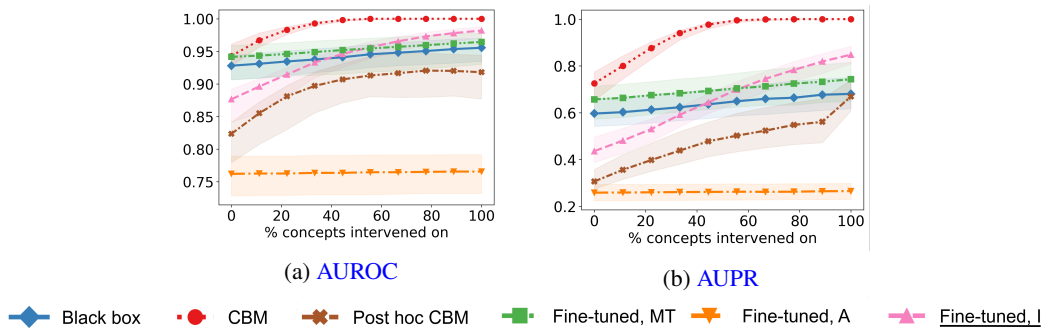 1.00
0.95
0.90
0.85
0.80
0.75
0 20 40 60 80 100
% concepts intervened on
(a) AUROC
1.0
0.8
0.6
0.4
0.2
0 20 40 60 80 100
% concepts intervened on
(b) AUPR
Black box CBM Post hoc CBM Fine-tuned, MT Fine-tuned, A Fine-tuned, I